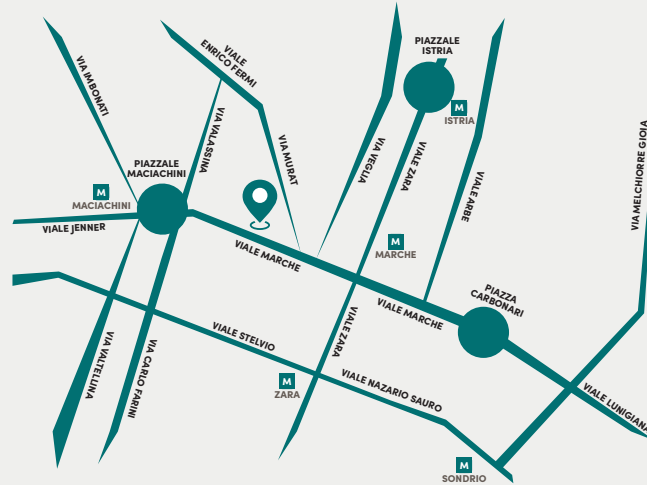 PIAZZALE
ISTRIA
VIALE
ENRICO FERMI
VIA IMBONATI
M
ISTRIA
VIA VALASSINA
VIA MURAT
VIA VEGLIA
VIALE ZARA
VIALE ARBE
VIA MELCHIORRE GIOIA
PIAZZALE
MACIACHINI
M
MACIACHINI
VIALE JENNER
VIALE MARCHE
M
MARCHE
PIAZZA
CARBONARI
VIALE MARCHE
VIALE STELVIO
VIALE ZARA
VIA VALTELLINA
VIA CARLO FARINI
M
ZARA
VIALE NAZARIO SAURO
VIALE LUNIGIANA
M
SONDRIO